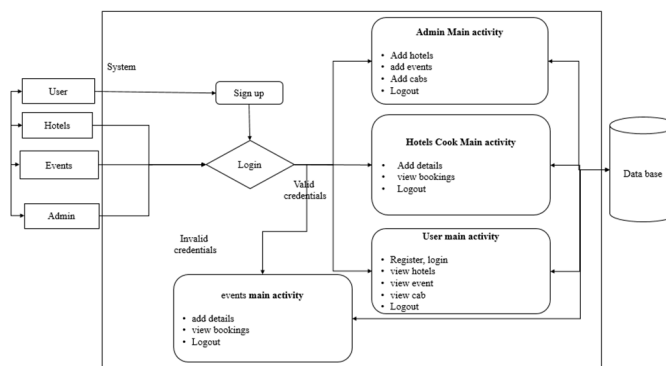 System
User
Hotels
Events
Admin
Sign up
Login
Valid
credentials
Invalid
credentials
Admin Main activity
• Add hotels
• add events
• Add cabs
• Logout
Hotels Cook Main activity
• Add details
• view bookings
• Logout
User main activity
• Register, login
• view hotels
• view event
• view cab
• Logout
events main activity
• add details
• view bookings
• Logout
Data base